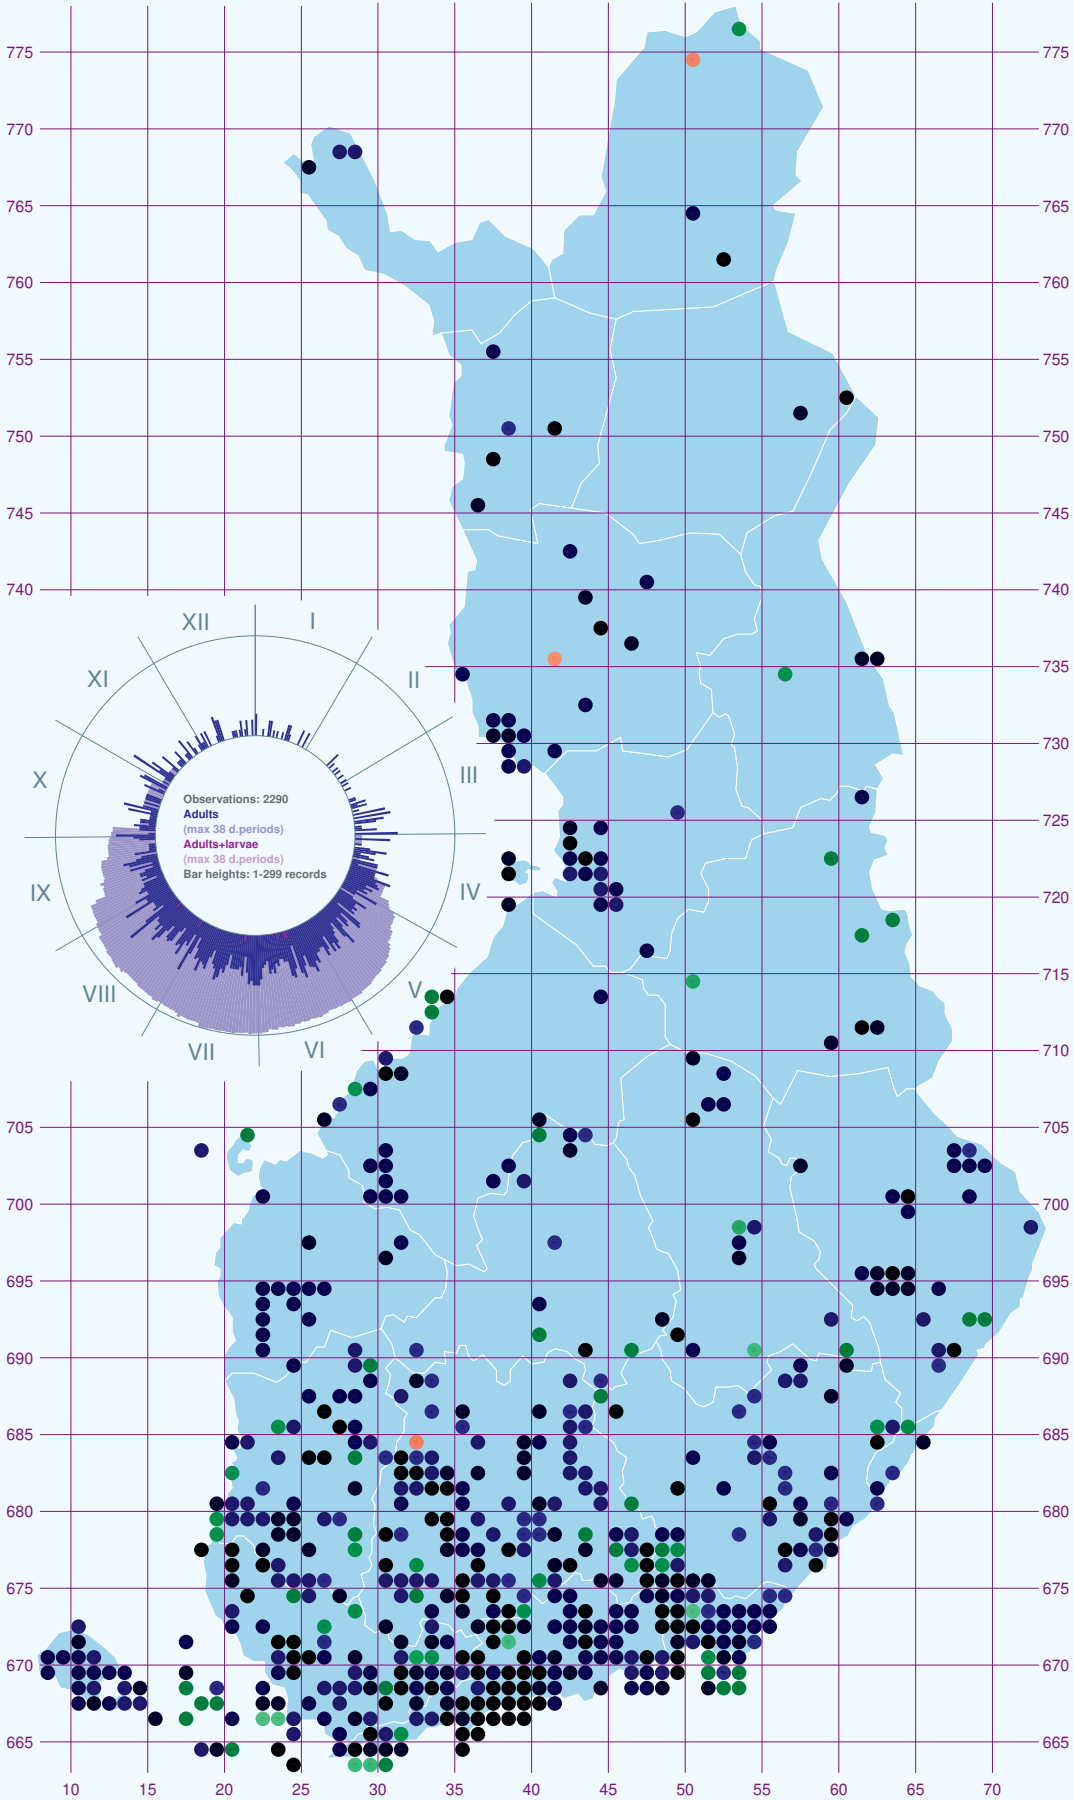 775 775
770 770
765 765
760 760
755 755
750 750
745 745
740 740
XII I
XI II
735 735
730 730
X III
Observations: 2290
Adults
(max 38 d.periods)
Adults+larvae
(max 38 d.periods)
Bar heights: 1-299 records
725 725
IX IV
720 720
VIII V
715 715
VII VI
710 710
705 705
700 700
695 695
690 690
685 685
680 680
675 675
670 670
665 665
10 15 20 25 30 35 40 45 50 55 60 65 70